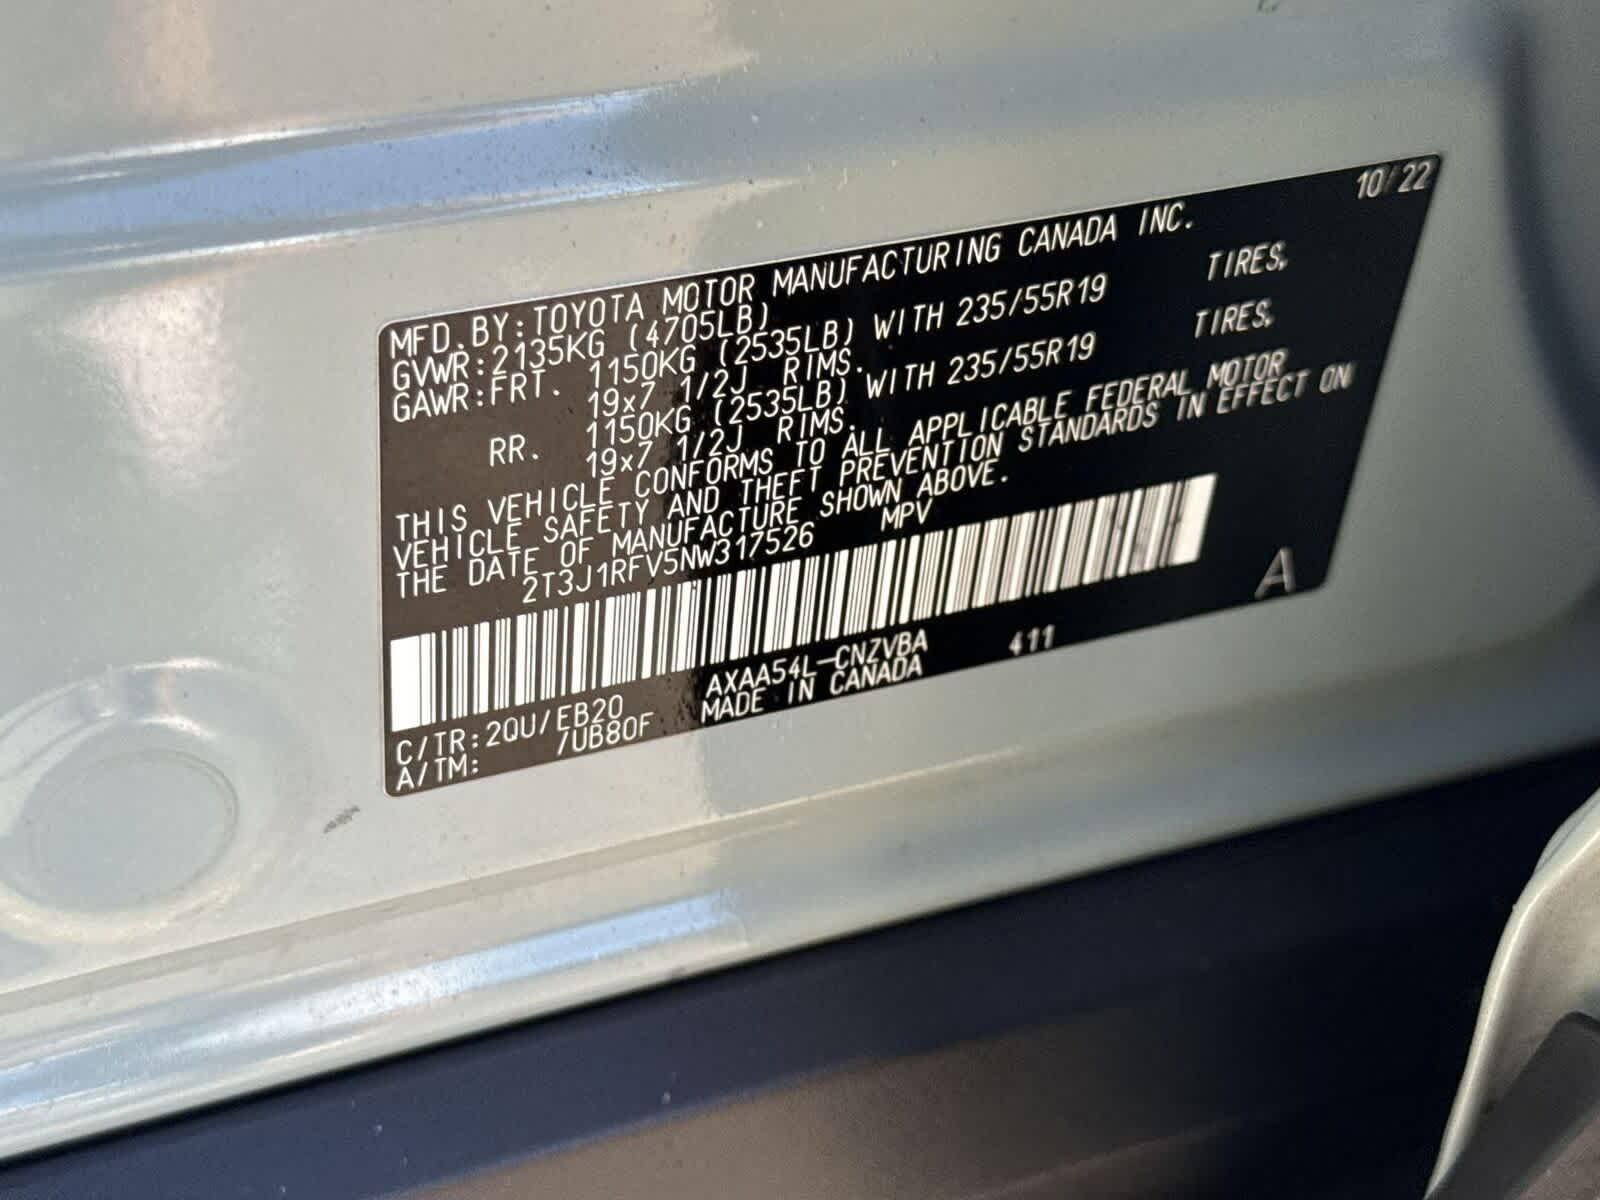 10/22
MFD.BY:TOYOTA MOTOR MANUFACTURING CANADA INC.
GVWR:2135KG (4705LB)
GAWR:FRT. 1150KG (2535LB) WITH 235/55R19 TIRES,
19x7 1/2J RIMS.
RR. 1150KG (2535LB) WITH 235/55R19 TIRES,
19x7 1/2J RIMS.
THIS VEHICLE CONFORMS TO ALL APPLICABLE FEDERAL MOTOR
VEHICLE SAFETY AND THEFT PREVENTION STANDARDS IN EFFECT ON
THE DATE OF MANUFACTURE SHOWN ABOVE.
2T3J1RFV5NW317526 MPV
A
C/TR:2QU/EB20 AXAA54L-CNZVBA 411
A/TM: /UB80F MADE IN CANADA